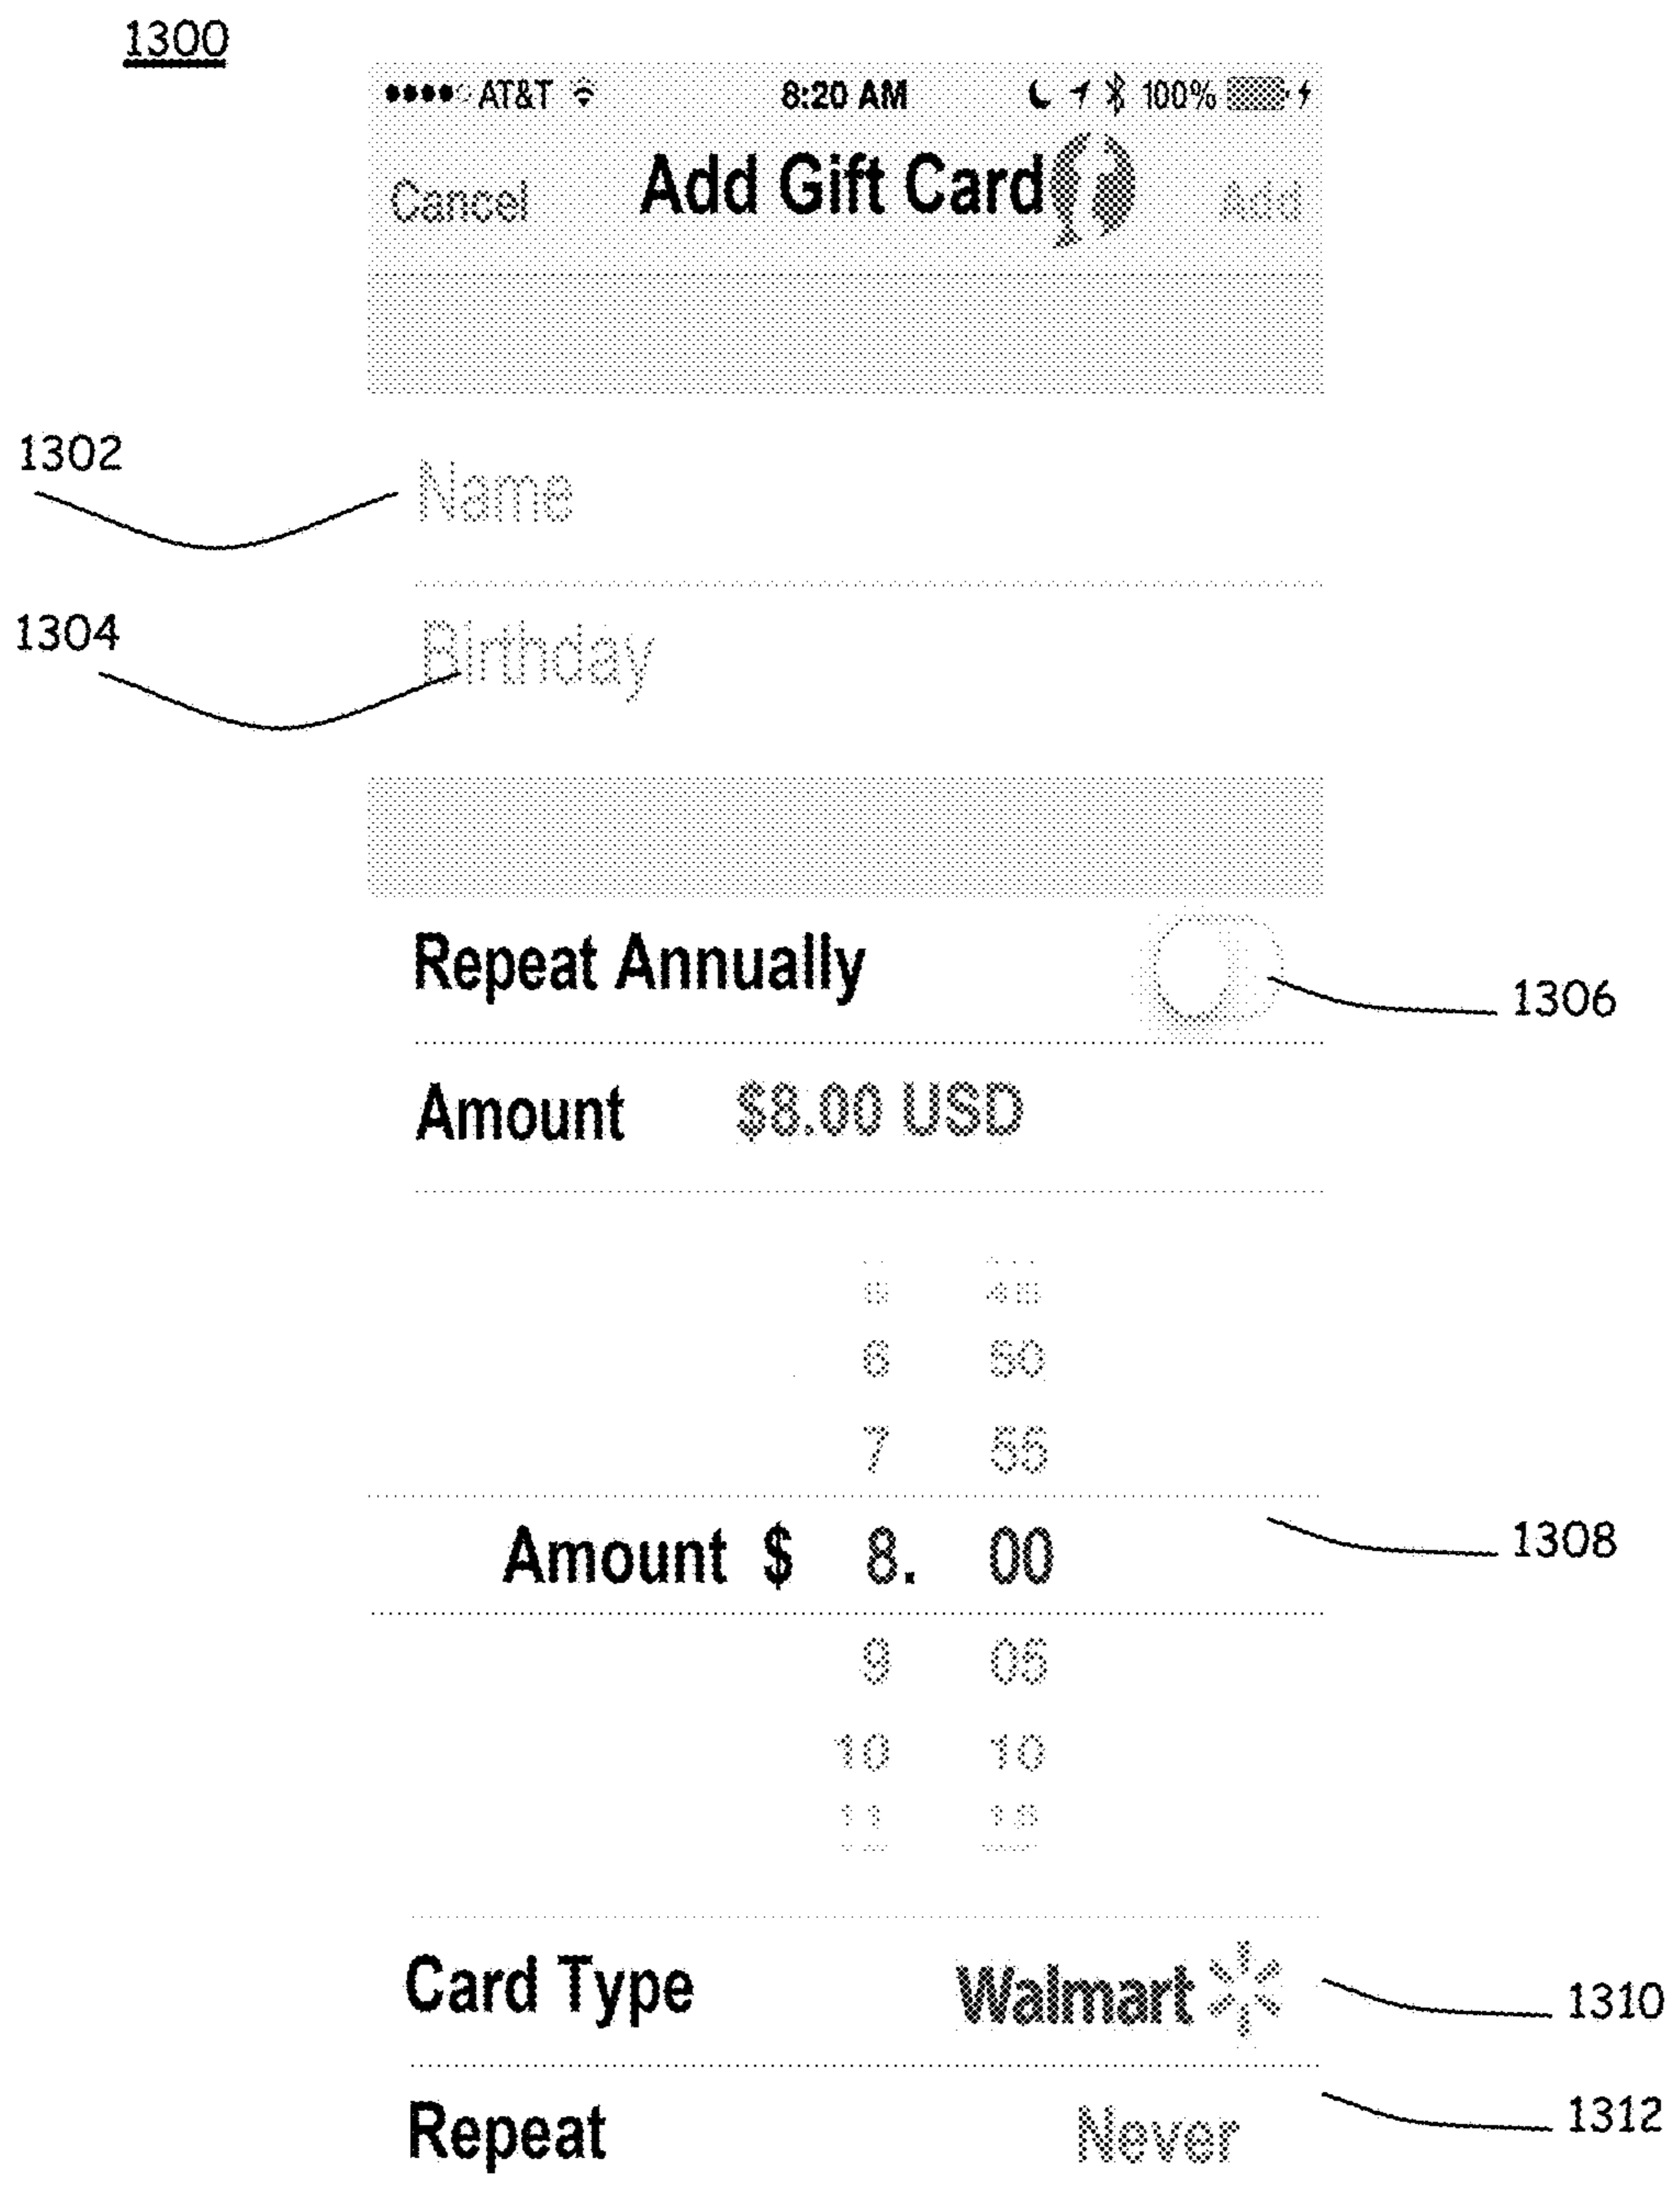 1300
AT&T 8:20 AM 100%
Cancel Add Gift Card Add
1302
Name
1304
Birthday
Repeat Annually
1306
Amount $8.00 USD
6 50
7 55
1308
Amount $ 8. 00
9 05
10 10
11
Card Type Walmart
1310
1312
Repeat Never